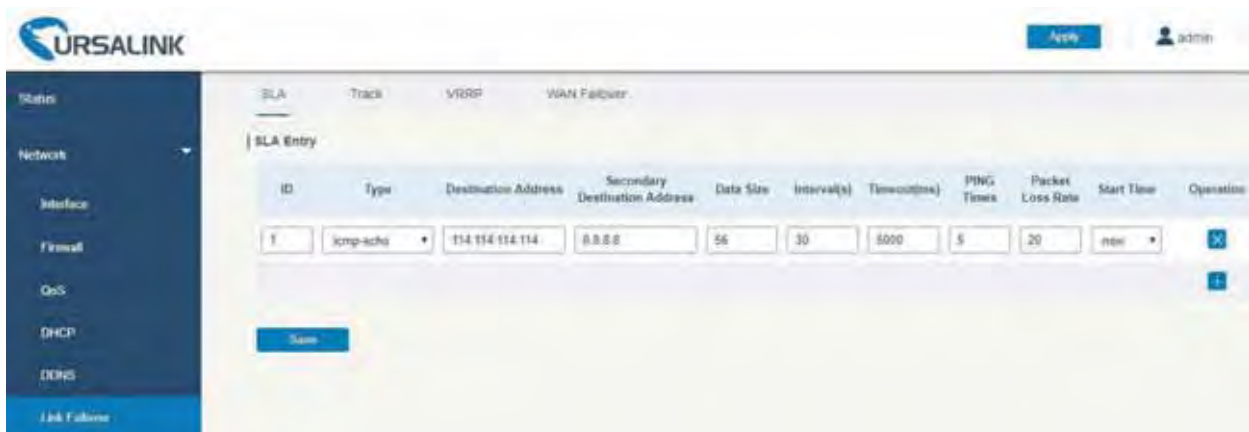 URSALINK
Apply
admin
Status
SLA Track VRRP WAN Failover
SLA Entry
Network
ID Type Destination Address Secondary Destination Address Data Size Interval(s) Timeout(ms) PING Times Packet Loss Rate Start Time Operation
Interface
1 icmp-echo 114.114.114.114 8.8.8.8 56 30 5000 5 20 now
Firewall
QoS
DHCP
Save
DDNS
Link Failover